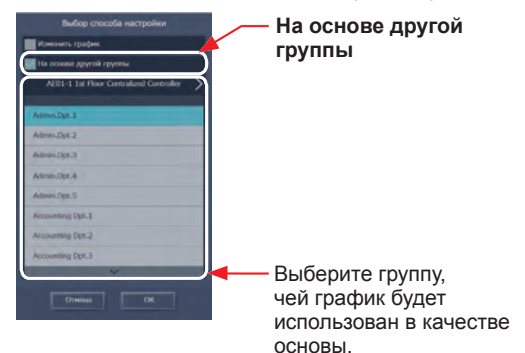 Выбор способа настройки
На основе другой
группы
Изменить график
На основе другой группы
AE01-1 1st Floor Centralized Controller
Admin.Dpt.1
Admin.Dpt.2
Admin.Dpt.3
Admin.Dpt.4
Admin.Dpt.5
Accounting Dpt.1
Accounting Dpt.2
Accounting Dpt.3
Отмена OK
Выберите группу,
чей график будет
использован в качестве
основы.